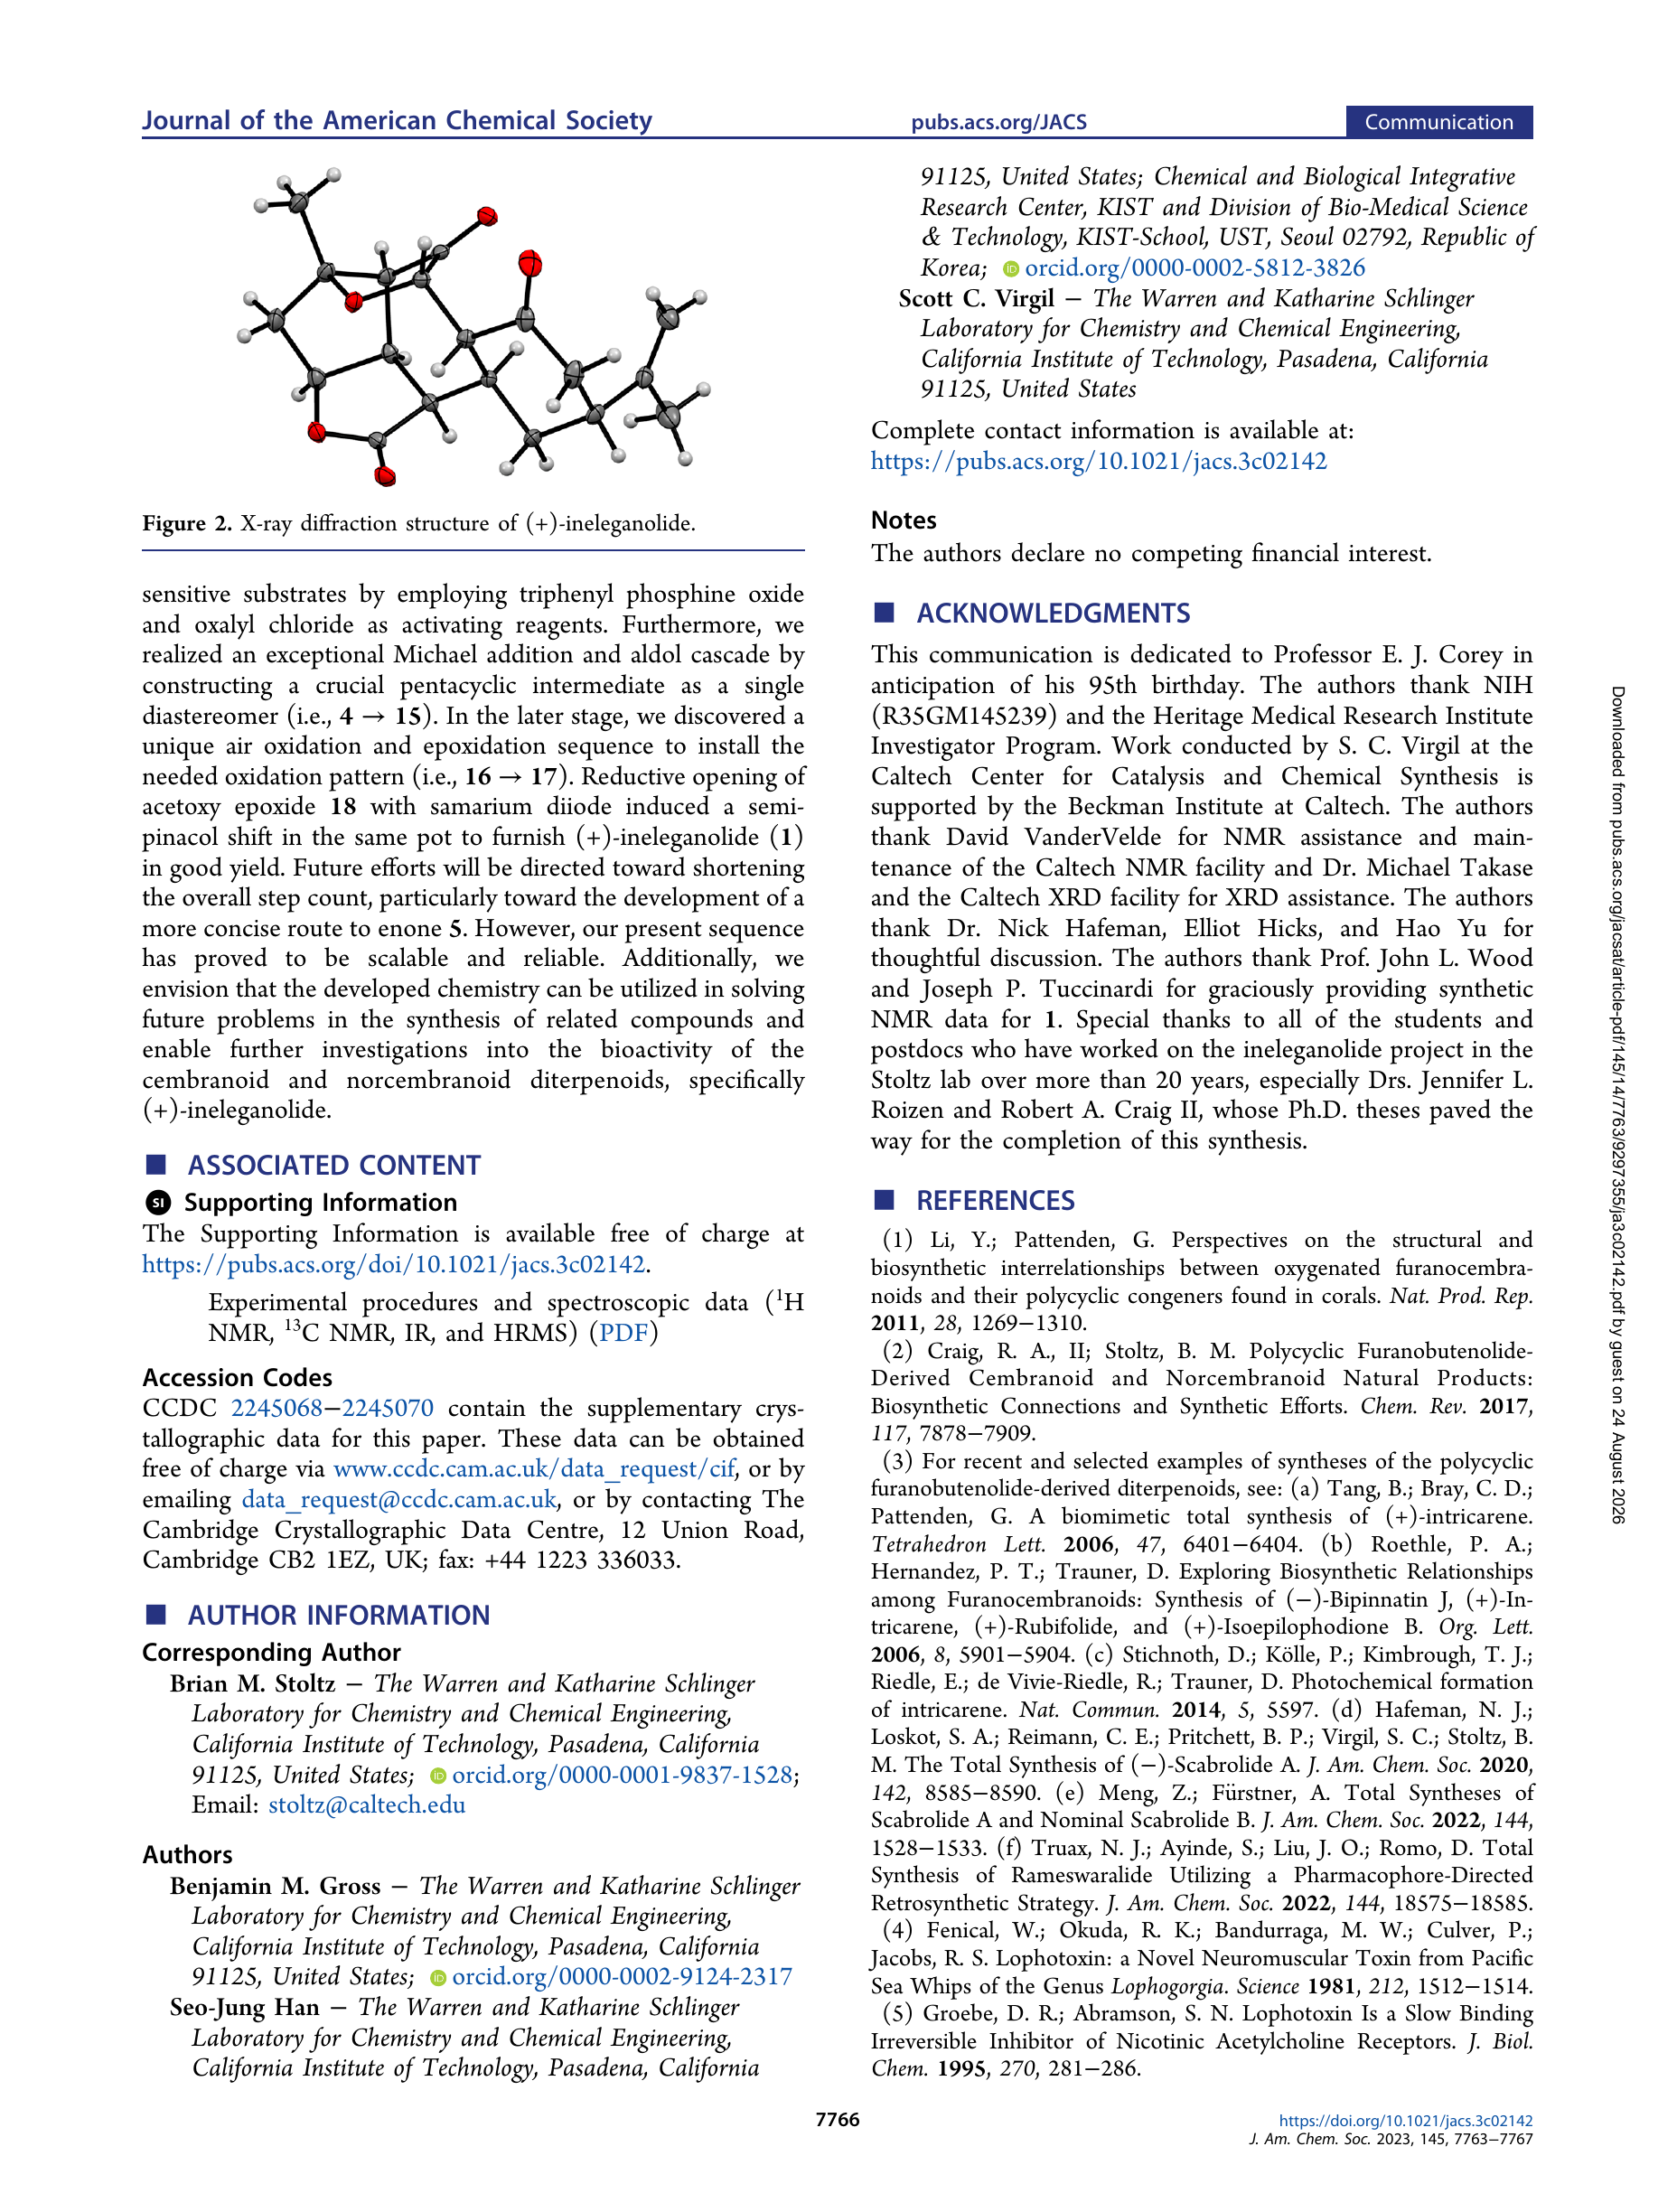 Journal of the American Chemical Society
pubs.acs.org/JACS
Communication
Figure 2. X-ray diffraction structure of (+)-ineleganolide.
sensitive substrates by employing triphenyl phosphine oxide
and oxalyl chloride as activating reagents. Furthermore, we
realized an exceptional Michael addition and aldol cascade by
constructing a crucial pentacyclic intermediate as a single
diastereomer (i.e., 4 → 15). In the later stage, we discovered a
unique air oxidation and epoxidation sequence to install the
needed oxidation pattern (i.e., 16 → 17). Reductive opening of
acetoxy epoxide 18 with samarium diiode induced a semi-
pinacol shift in the same pot to furnish (+)-ineleganolide (1)
in good yield. Future efforts will be directed toward shortening
the overall step count, particularly toward the development of a
more concise route to enone 5. However, our present sequence
has proved to be scalable and reliable. Additionally, we
envision that the developed chemistry can be utilized in solving
future problems in the synthesis of related compounds and
enable further investigations into the bioactivity of the
cembranoid and norcembranoid diterpenoids, specifically
(+)-ineleganolide.
■ ASSOCIATED CONTENT
SI Supporting Information
The Supporting Information is available free of charge at
https://pubs.acs.org/doi/10.1021/jacs.3c02142.
Experimental procedures and spectroscopic data (¹H
NMR, ¹³C NMR, IR, and HRMS) (PDF)
Accession Codes
CCDC 2245068−2245070 contain the supplementary crys-
tallographic data for this paper. These data can be obtained
free of charge via www.ccdc.cam.ac.uk/data_request/cif, or by
emailing data_request@ccdc.cam.ac.uk, or by contacting The
Cambridge Crystallographic Data Centre, 12 Union Road,
Cambridge CB2 1EZ, UK; fax: +44 1223 336033.
■ AUTHOR INFORMATION
Corresponding Author
Brian M. Stoltz − The Warren and Katharine Schlinger
Laboratory for Chemistry and Chemical Engineering,
California Institute of Technology, Pasadena, California
91125, United States; iD orcid.org/0000-0001-9837-1528;
Email: stoltz@caltech.edu
Authors
Benjamin M. Gross − The Warren and Katharine Schlinger
Laboratory for Chemistry and Chemical Engineering,
California Institute of Technology, Pasadena, California
91125, United States; iD orcid.org/0000-0002-9124-2317
Seo-Jung Han − The Warren and Katharine Schlinger
Laboratory for Chemistry and Chemical Engineering,
California Institute of Technology, Pasadena, California
91125, United States; Chemical and Biological Integrative
Research Center, KIST and Division of Bio-Medical Science
& Technology, KIST-School, UST, Seoul 02792, Republic of
Korea; iD orcid.org/0000-0002-5812-3826
Scott C. Virgil − The Warren and Katharine Schlinger
Laboratory for Chemistry and Chemical Engineering,
California Institute of Technology, Pasadena, California
91125, United States
Complete contact information is available at:
https://pubs.acs.org/10.1021/jacs.3c02142
Notes
The authors declare no competing financial interest.
■ ACKNOWLEDGMENTS
This communication is dedicated to Professor E. J. Corey in
anticipation of his 95th birthday. The authors thank NIH
(R35GM145239) and the Heritage Medical Research Institute
Investigator Program. Work conducted by S. C. Virgil at the
Caltech Center for Catalysis and Chemical Synthesis is
supported by the Beckman Institute at Caltech. The authors
thank David VanderVelde for NMR assistance and main-
tenance of the Caltech NMR facility and Dr. Michael Takase
and the Caltech XRD facility for XRD assistance. The authors
thank Dr. Nick Hafeman, Elliot Hicks, and Hao Yu for
thoughtful discussion. The authors thank Prof. John L. Wood
and Joseph P. Tuccinardi for graciously providing synthetic
NMR data for 1. Special thanks to all of the students and
postdocs who have worked on the ineleganolide project in the
Stoltz lab over more than 20 years, especially Drs. Jennifer L.
Roizen and Robert A. Craig II, whose Ph.D. theses paved the
way for the completion of this synthesis.
■ REFERENCES
(1) Li, Y.; Pattenden, G. Perspectives on the structural and
biosynthetic interrelationships between oxygenated furanocembra-
noids and their polycyclic congeners found in corals. Nat. Prod. Rep.
2011, 28, 1269−1310.
(2) Craig, R. A., II; Stoltz, B. M. Polycyclic Furanobutenolide-
Derived Cembranoid and Norcembranoid Natural Products:
Biosynthetic Connections and Synthetic Efforts. Chem. Rev. 2017,
117, 7878−7909.
(3) For recent and selected examples of syntheses of the polycyclic
furanobutenolide-derived diterpenoids, see: (a) Tang, B.; Bray, C. D.;
Pattenden, G. A biomimetic total synthesis of (+)-intricarene.
Tetrahedron Lett. 2006, 47, 6401−6404. (b) Roethle, P. A.;
Hernandez, P. T.; Trauner, D. Exploring Biosynthetic Relationships
among Furanocembranoids: Synthesis of (−)-Bipinnatin J, (+)-In-
tricarene, (+)-Rubifolide, and (+)-Isoepilophodione B. Org. Lett.
2006, 8, 5901−5904. (c) Stichnoth, D.; Kölle, P.; Kimbrough, T. J.;
Riedle, E.; de Vivie-Riedle, R.; Trauner, D. Photochemical formation
of intricarene. Nat. Commun. 2014, 5, 5597. (d) Hafeman, N. J.;
Loskot, S. A.; Reimann, C. E.; Pritchett, B. P.; Virgil, S. C.; Stoltz, B.
M. The Total Synthesis of (−)-Scabrolide A. J. Am. Chem. Soc. 2020,
142, 8585−8590. (e) Meng, Z.; Fürstner, A. Total Syntheses of
Scabrolide A and Nominal Scabrolide B. J. Am. Chem. Soc. 2022, 144,
1528−1533. (f) Truax, N. J.; Ayinde, S.; Liu, J. O.; Romo, D. Total
Synthesis of Rameswaralide Utilizing a Pharmacophore-Directed
Retrosynthetic Strategy. J. Am. Chem. Soc. 2022, 144, 18575−18585.
(4) Fenical, W.; Okuda, R. K.; Bandurraga, M. W.; Culver, P.;
Jacobs, R. S. Lophotoxin: a Novel Neuromuscular Toxin from Pacific
Sea Whips of the Genus Lophogorgia. Science 1981, 212, 1512−1514.
(5) Groebe, D. R.; Abramson, S. N. Lophotoxin Is a Slow Binding
Irreversible Inhibitor of Nicotinic Acetylcholine Receptors. J. Biol.
Chem. 1995, 270, 281−286.
Downloaded from pubs.acs.org/jacsat/article-pdf/145/14/7763/9297355/ja3c02142.pdf by guest on 24 August 2026
7766
https://doi.org/10.1021/jacs.3c02142
J. Am. Chem. Soc. 2023, 145, 7763−7767